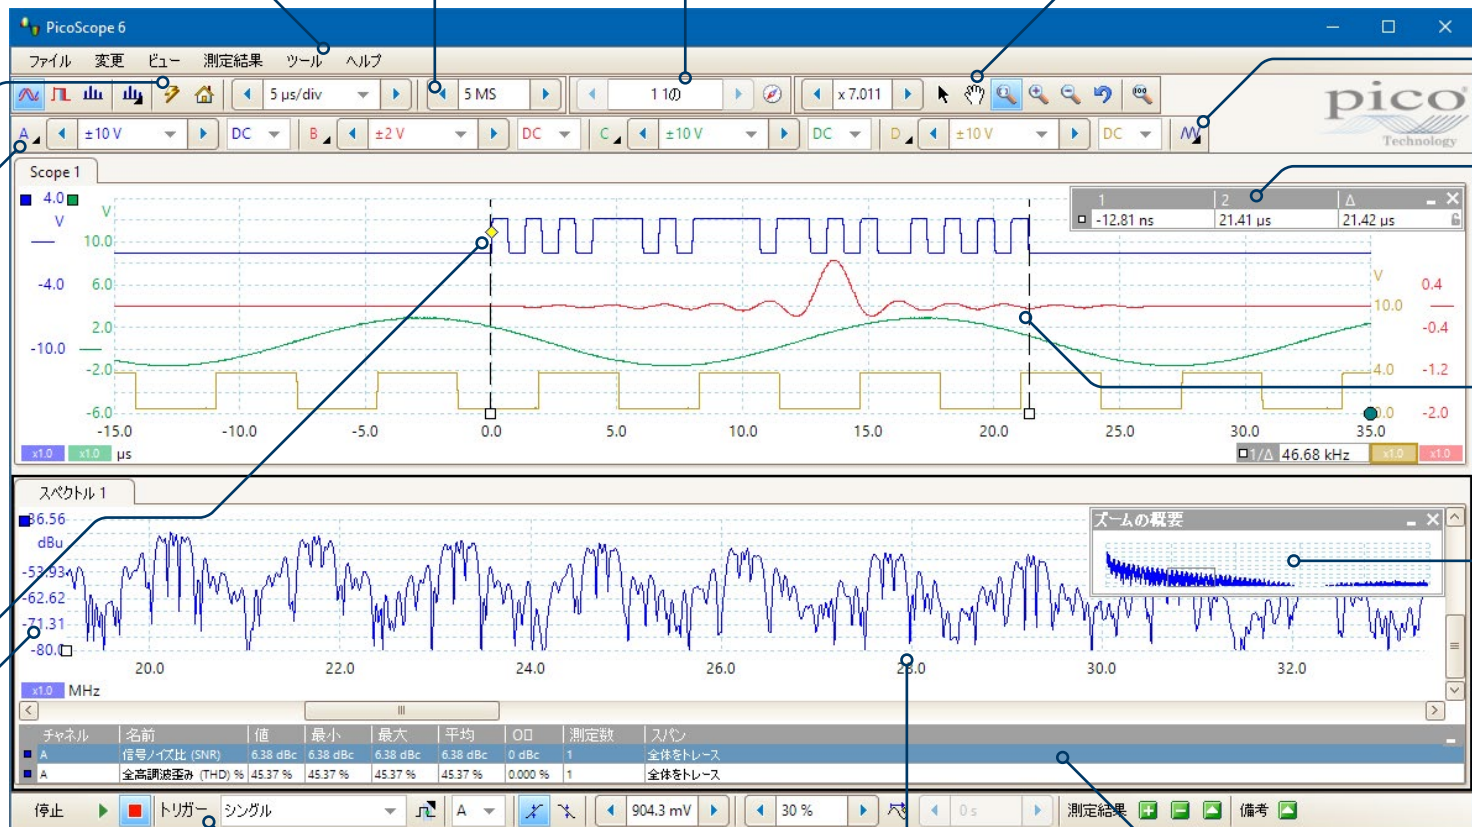 PicoScope 6
ファイル 変更 ビュー 測定結果 ツール ヘルプ
5 µs/div 5 MS 1 1の x 7.011
pico
Technology
A ±10 V DC B ±2 V DC C ±10 V DC D ±10 V DC
Scope 1
4.0 V
V
10.0
-4.0 6.0
2.0
-10.0
-2.0
-6.0
1 2 Δ
-12.81 ns 21.41 µs 21.42 µs
V 0.4
10.0
-0.4
4.0 -1.2
0.0 -2.0
-15.0 -10.0 -5.0 0.0 5.0 10.0 15.0 20.0 25.0 30.0 35.0
x1.0 x1.0 µs 1/Δ 46.68 kHz x1.0 x1.0
スペクトル 1
-36.56
dBu
-53.93
-62.62
-71.31
-80.0
ズームの概要
20.0 22.0 24.0 26.0 28.0 30.0 32.0
x1.0 MHz
チャネル 名前 値 最小 最大 平均 測定数 スパン
A 信号ノイズ比 (SNR) 6.38 dBc 6.38 dBc 6.38 dBc 6.38 dBc 0 dBc 1 全体をトレース
A 全高調波歪み (THD) % 45.37 % 45.37 % 45.37 % 45.37 % 0.000 % 1 全体をトレース
停止 トリガー シングル A 904.3 mV 30 % 0 s 測定結果 備考